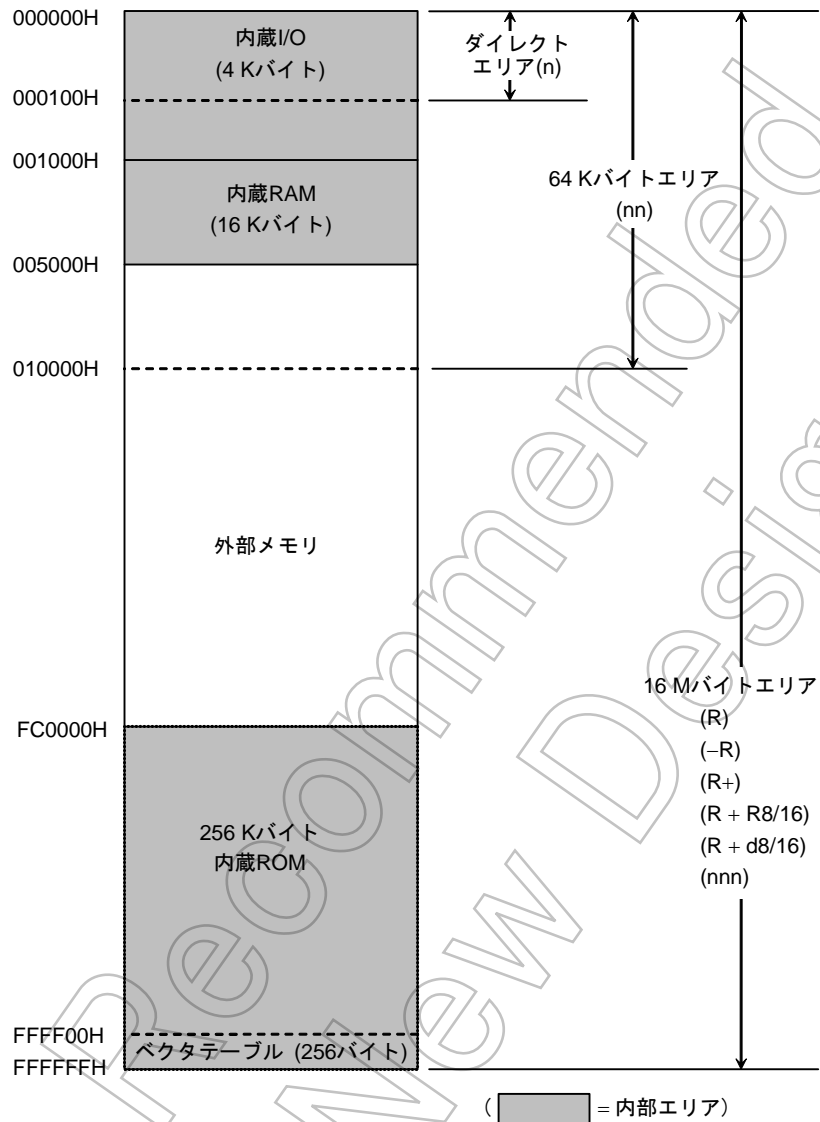 000000H
内蔵I/O
(4 Kバイト)
ダイレクト
エリア(n)
000100H
001000H
内蔵RAM
(16 Kバイト)
64 Kバイトエリア
(nn)
005000H
010000H
外部メモリ
16 Mバイトエリア
(R)
(−R)
(R+)
(R + R8/16)
(R + d8/16)
(nnn)
FC0000H
256 Kバイト
内蔵ROM
FFFF00H
ベクタテーブル (256バイト)
FFFFFFH
( = 内部エリア)
Recommended
New Desig